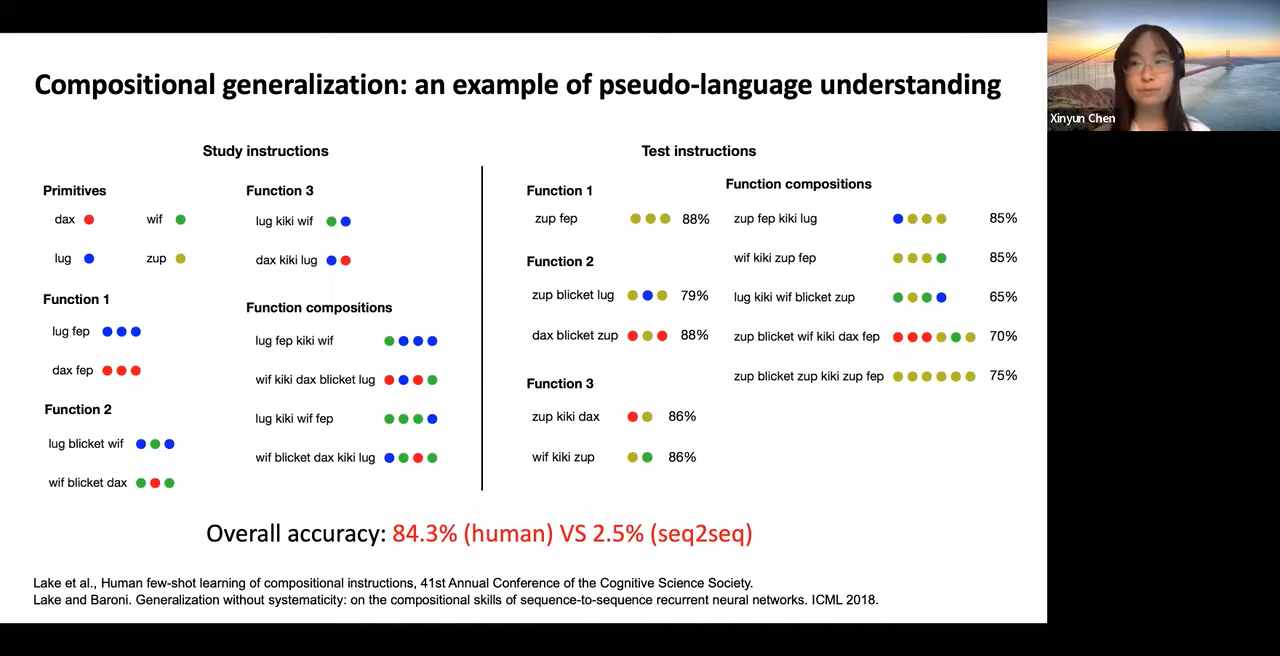 Compositional generalization: an example of pseudo-language understanding
Xinyun Chen
Study instructions
Primitives
dax
wif
lug
zup
Function 1
lug fep
dax fep
Function 2
lug blicket wif
wif blicket dax
Function 3
lug kiki wif
dax kiki lug
Function compositions
lug fep kiki wif
wif kiki dax blicket lug
lug kiki wif fep
wif blicket dax kiki lug
Test instructions
Function 1
zup fep 88%
Function 2
zup blicket lug 79%
dax blicket zup 88%
Function 3
zup kiki dax 86%
wif kiki zup 86%
Function compositions
zup fep kiki lug 85%
wif kiki zup fep 85%
lug kiki wif blicket zup 65%
zup blicket wif kiki dax fep 70%
zup blicket zup kiki zup fep 75%
Overall accuracy: 84.3% (human) VS 2.5% (seq2seq)
Lake et al., Human few-shot learning of compositional instructions, 41st Annual Conference of the Cognitive Science Society.
Lake and Baroni. Generalization without systematicity: on the compositional skills of sequence-to-sequence recurrent neural networks. ICML 2018.